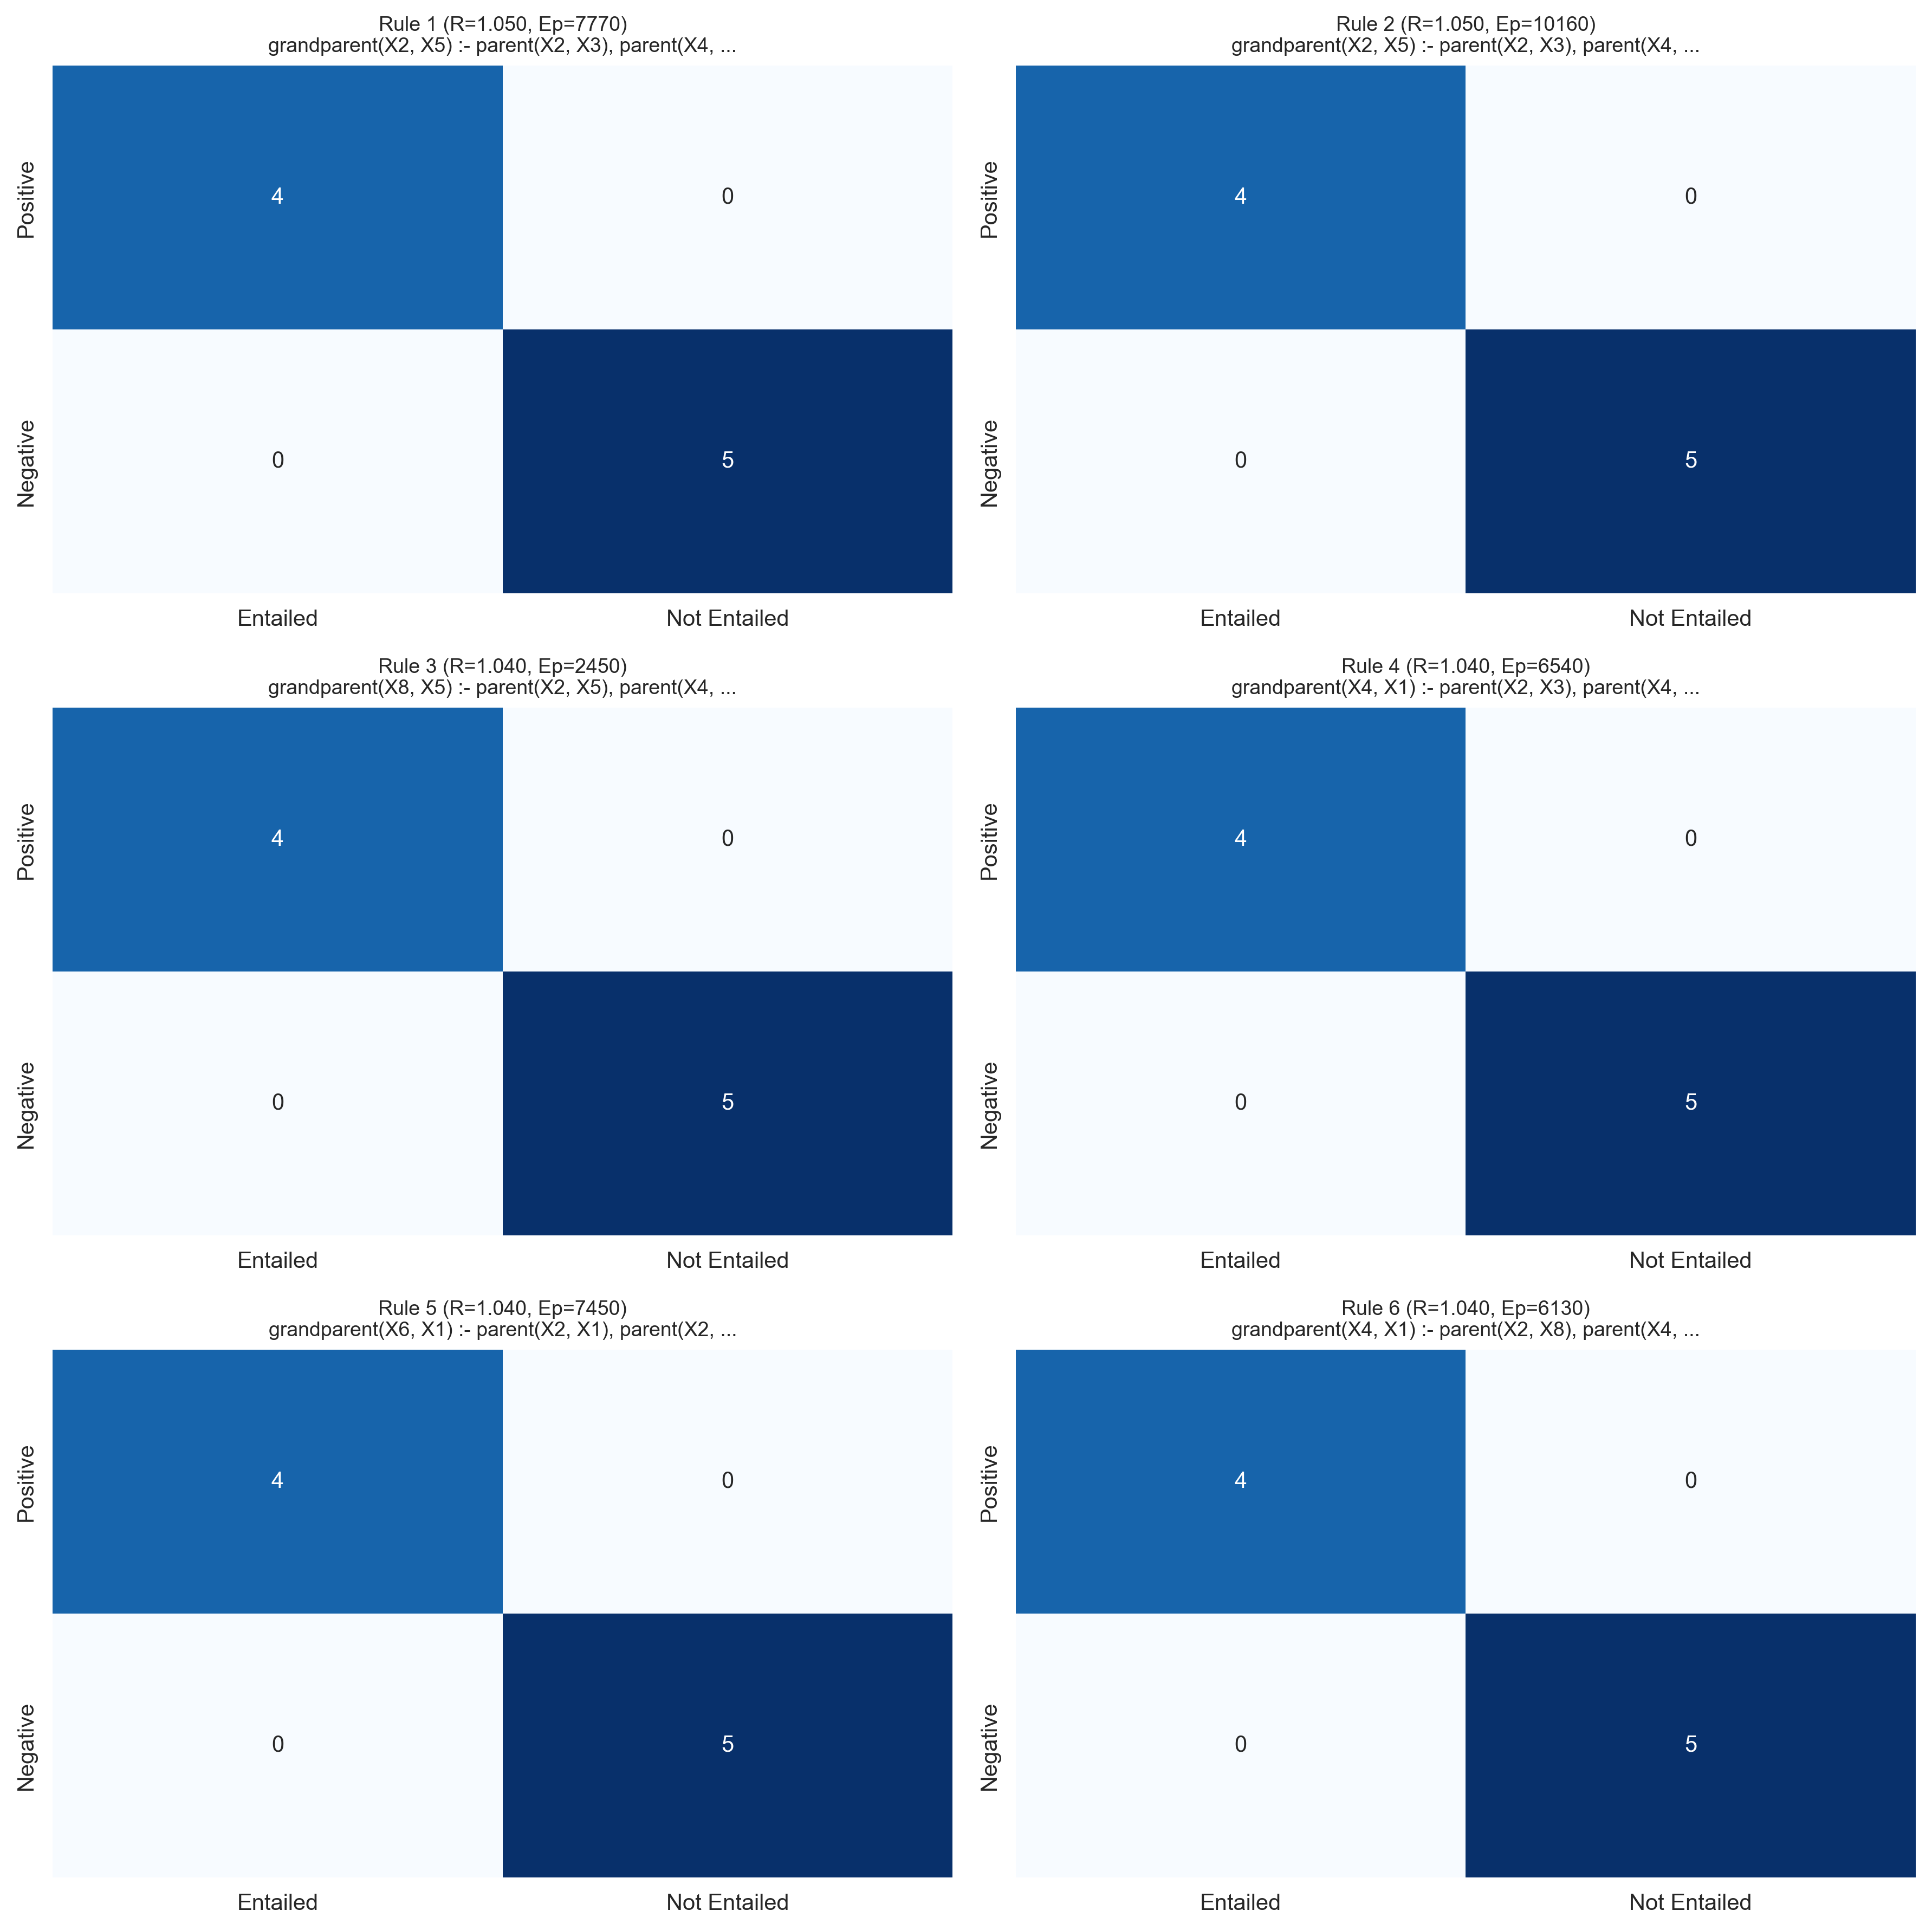 Rule 1 (R=1.050, Ep=7770)
grandparent(X2, X5) :- parent(X2, X3), parent(X4, ...
Positive
4
0
Negative
0
5
Entailed
Not Entailed
Rule 2 (R=1.050, Ep=10160)
grandparent(X2, X5) :- parent(X2, X3), parent(X4, ...
Positive
4
0
Negative
0
5
Entailed
Not Entailed
Rule 3 (R=1.040, Ep=2450)
grandparent(X8, X5) :- parent(X2, X5), parent(X4, ...
Positive
4
0
Negative
0
5
Entailed
Not Entailed
Rule 4 (R=1.040, Ep=6540)
grandparent(X4, X1) :- parent(X2, X3), parent(X4, ...
Positive
4
0
Negative
0
5
Entailed
Not Entailed
Rule 5 (R=1.040, Ep=7450)
grandparent(X6, X1) :- parent(X2, X1), parent(X2, ...
Positive
4
0
Negative
0
5
Entailed
Not Entailed
Rule 6 (R=1.040, Ep=6130)
grandparent(X4, X1) :- parent(X2, X8), parent(X4, ...
Positive
4
0
Negative
0
5
Entailed
Not Entailed